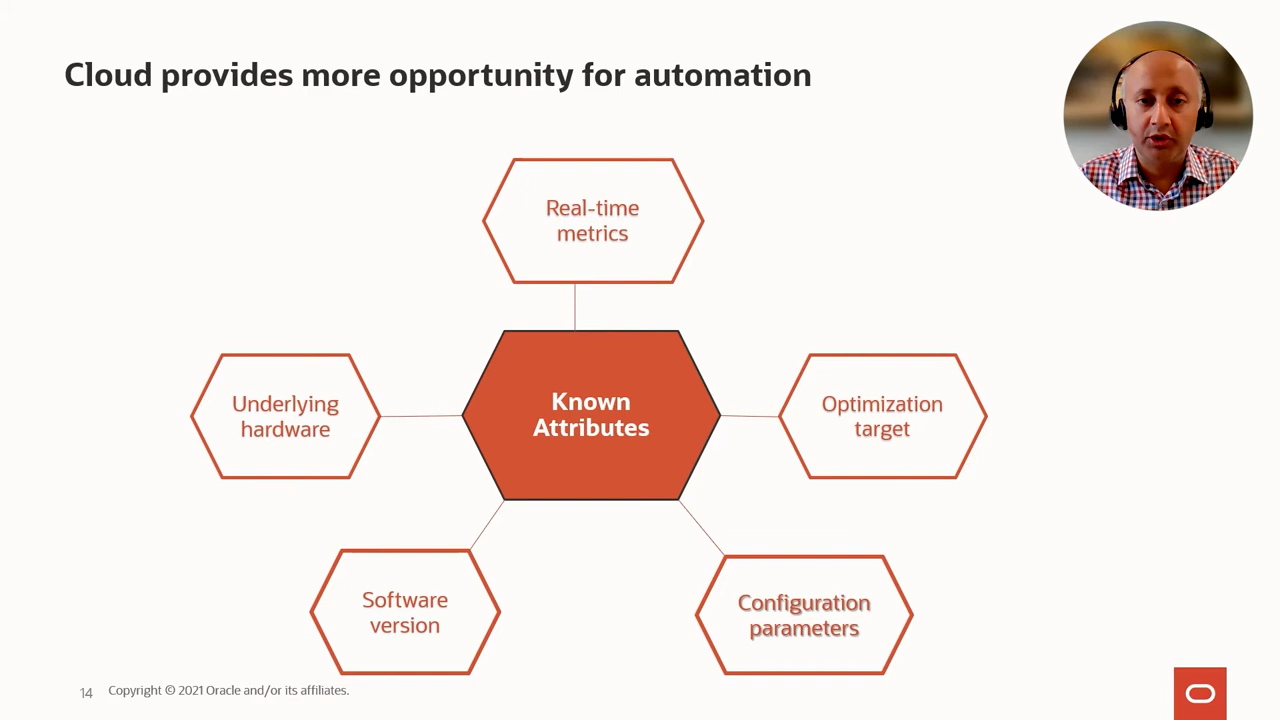 Cloud provides more opportunity for automation
Real-time
metrics
Underlying
hardware
Known
Attributes
Optimization
target
Software
version
Configuration
parameters
14
Copyright © 2021 Oracle and/or its affiliates.